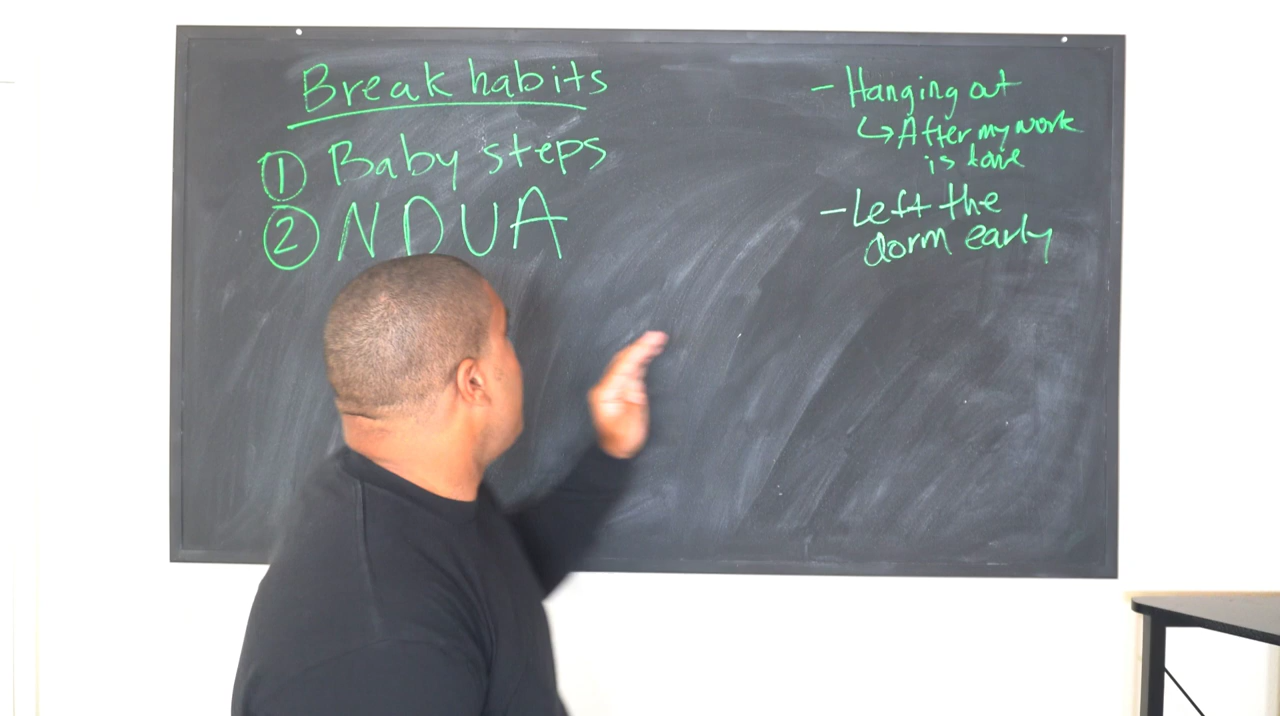 Break habits
① Baby steps
② NDUA
- Hanging out
↳ After my work
is done
- Left the
dorm early